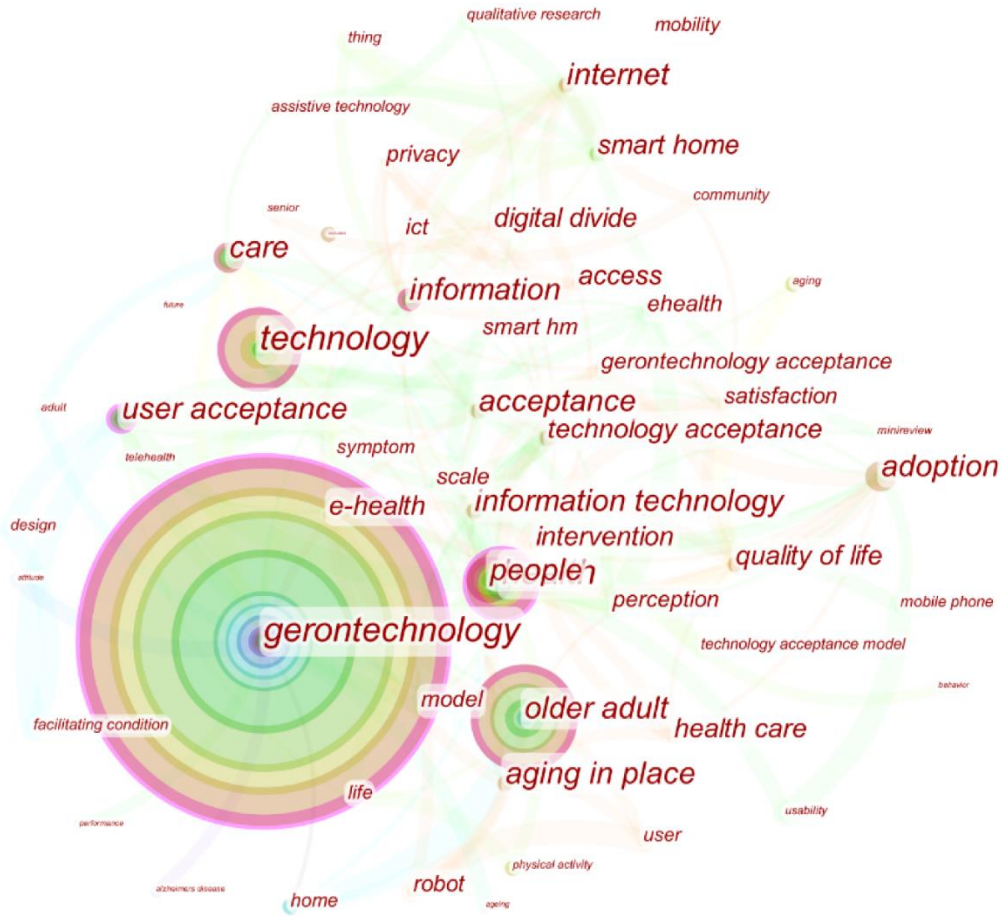 qualitative research
mobility
thing
internet
assistive technology
smart home
privacy
community
senior
digital divide
ict
care
access
aging
information
ehealth
future
smart hm
technology
gerontechnology acceptance
satisfaction
adult
user acceptance
acceptance
technology acceptance
minireview
symptom
telehealth
adoption
scale
e-health
information technology
design
intervention
quality of life
people
attitude
perception
mobile phone
gerontechnology
technology acceptance model
behavior
model
older adult
facilitating condition
health care
aging in place
life
usability
performance
user
physical activity
robot
alzheimers disease
home
ageing